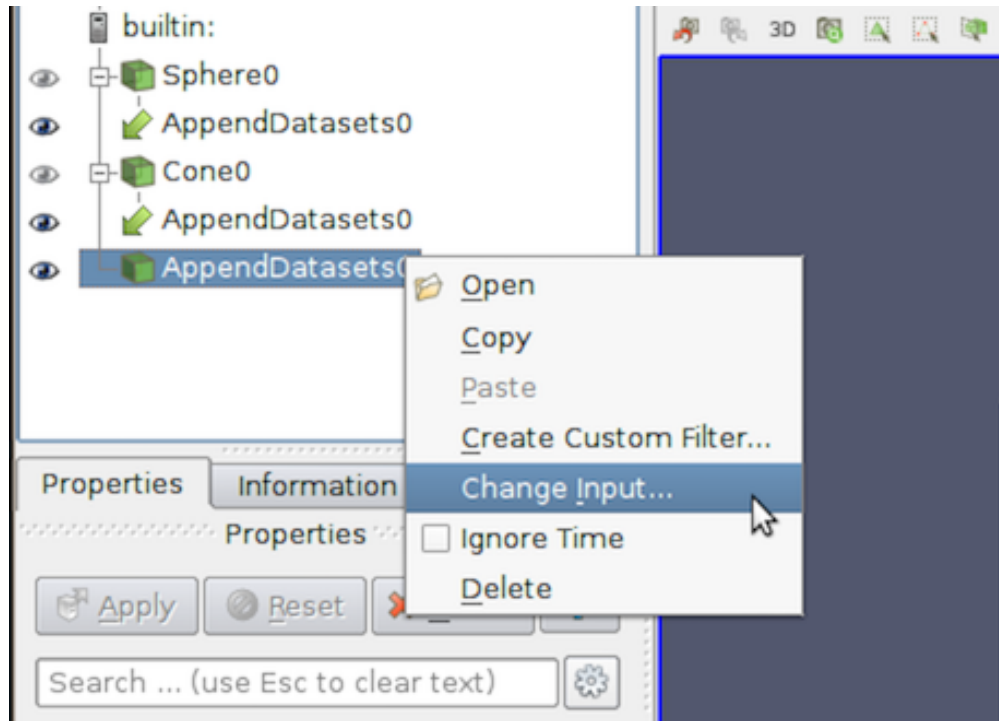 builtin:
3D
Sphere0
AppendDatasets0
Cone0
AppendDatasets0
AppendDatasets
Open
Copy
Paste
Create Custom Filter...
Change Input...
Ignore Time
Delete
Properties
Information
Properties
Apply
Reset
Search ... (use Esc to clear text)